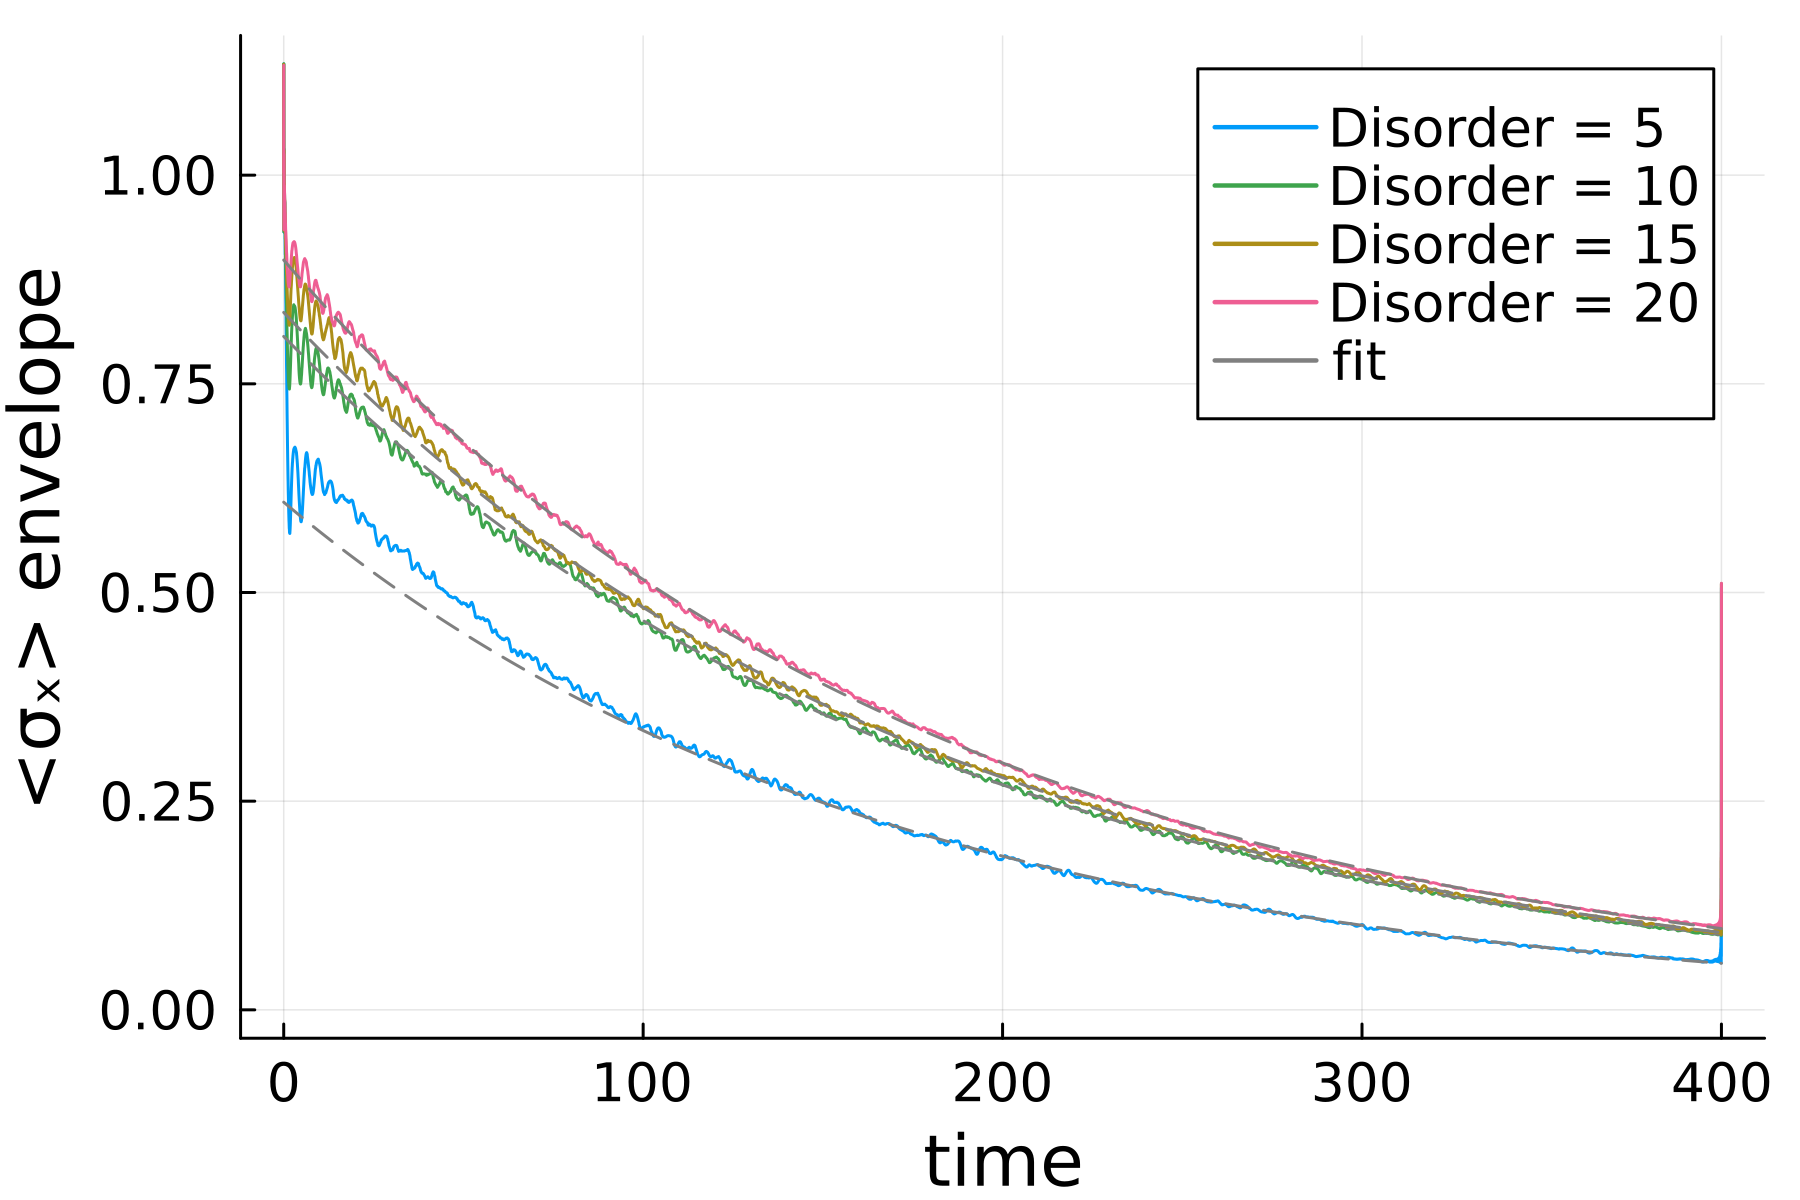 <σₓ> envelope
1.00
0.75
0.50
0.25
0.00
0 100 200 300 400
time
Disorder = 5
Disorder = 10
Disorder = 15
Disorder = 20
fit